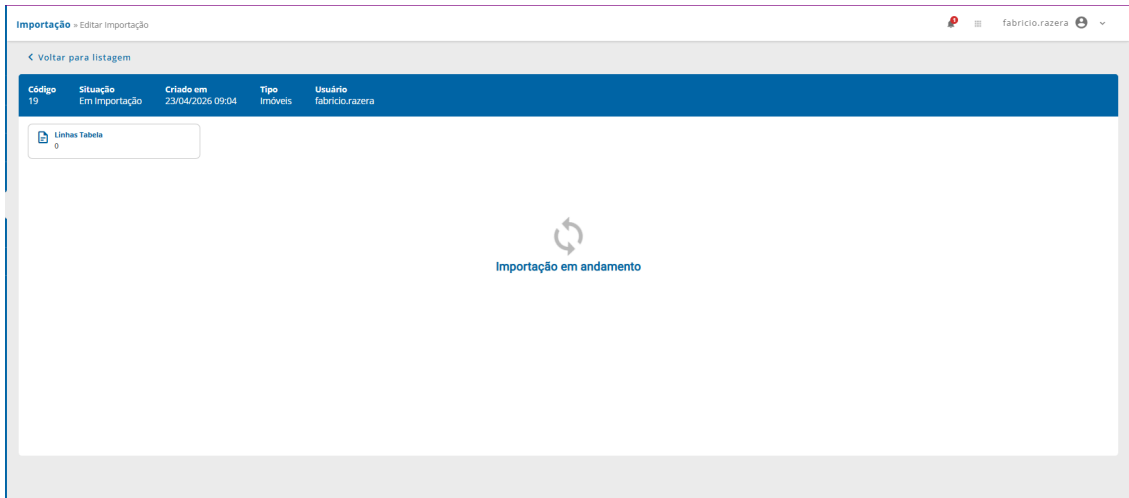 Importação » Editar Importação
1
fabricio.razera
Voltar para listagem
Código Situação Criado em Tipo Usuário
19 Em Importação 23/04/2026 09:04 Imóveis fabricio.razera
Linhas Tabela
0
Importação em andamento